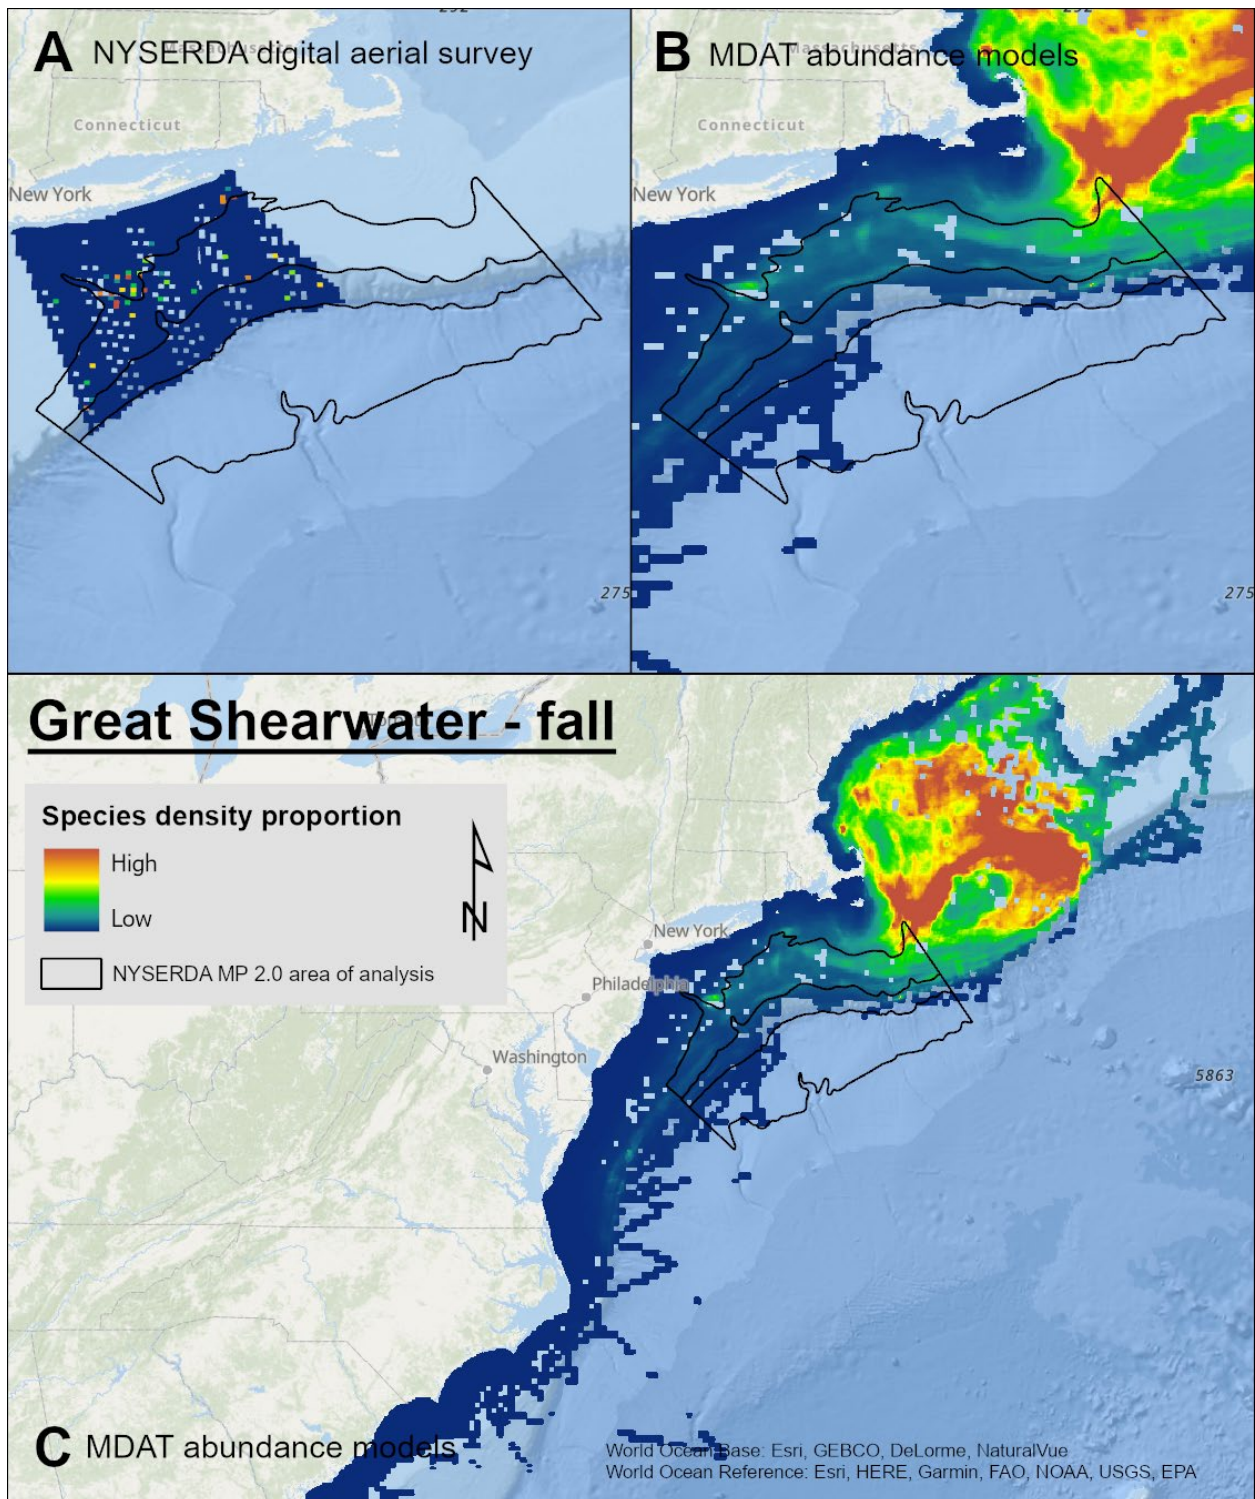 A NYSERDA digital aerial survey
Massachusetts
Connecticut
New York
275
B MDAT abundance models
Massachusetts
Connecticut
New York
275
Great Shearwater - fall
Species density proportion
High
Low
N
NYSERDA MP 2.0 area of analysis
New York
Philadelphia
Washington
5863
C MDAT abundance models
World Ocean Base: Esri, GEBCO, DeLorme, NaturalVue
World Ocean Reference: Esri, HERE, Garmin, FAO, NOAA, USGS, EPA